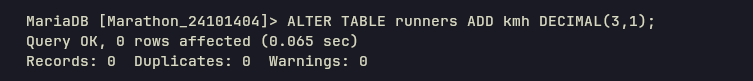 MariaDB [Marathon_24101404]> ALTER TABLE runners ADD kmh DECIMAL(3,1);
Query OK, 0 rows affected (0.065 sec)
Records: 0  Duplicates: 0  Warnings: 0